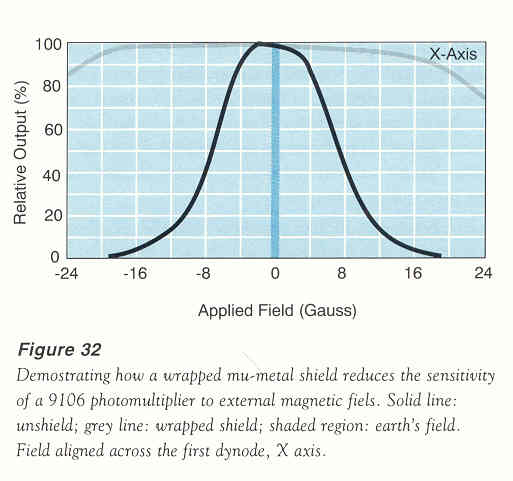 100
X-Axis
80
60
40
20
0
Relative Output (%)
-24 -16 -8 0 8 16 24
Applied Field (Gauss)
Figure 32
Demostrating how a wrapped mu-metal shield reduces the sensitivity
of a 9106 photomultiplier to external magnetic fiels. Solid line:
unshield; grey line: wrapped shield; shaded region: earth's field.
Field aligned across the first dynode, X axis.